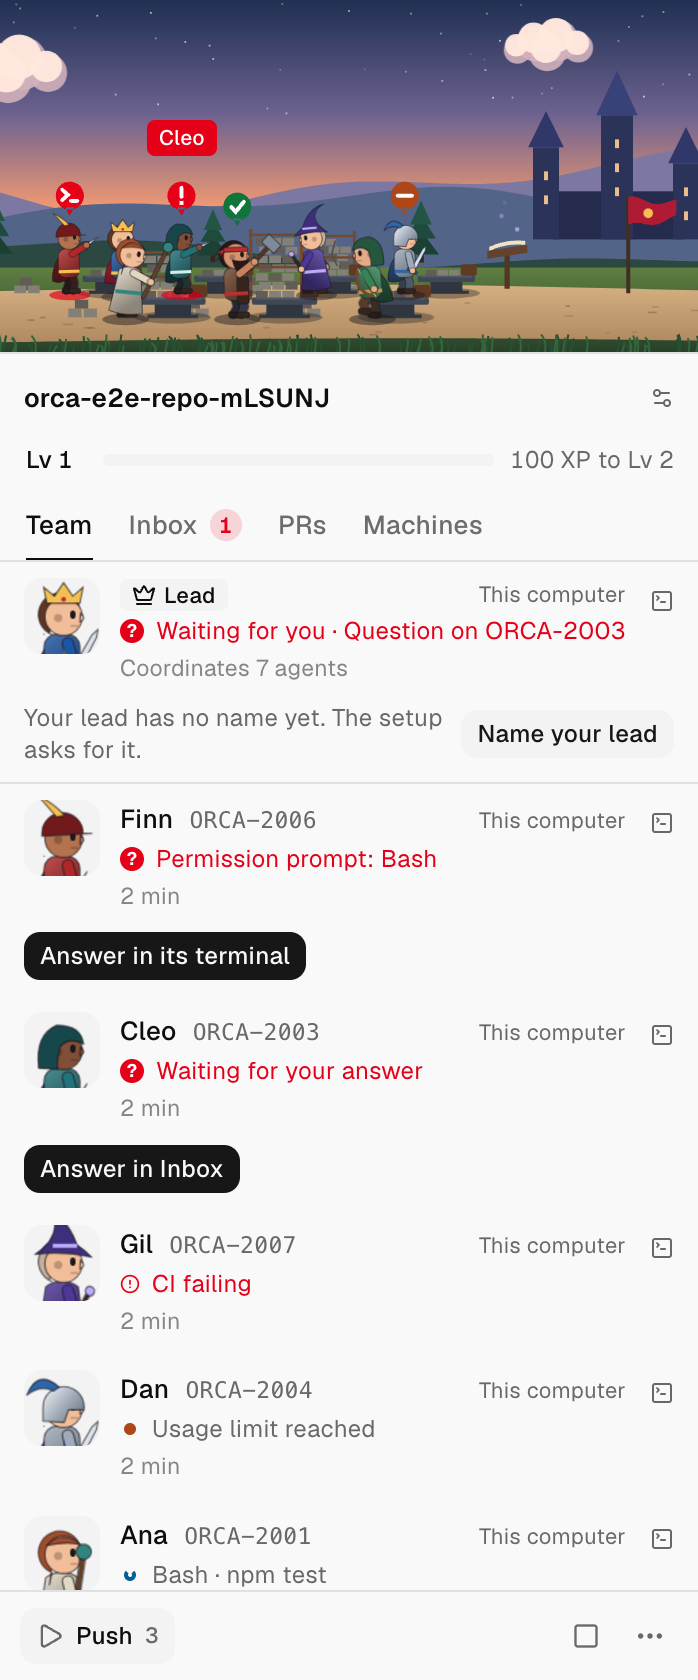 Cleo
orca-e2e-repo-mLSUNJ
Lv 1
100 XP to Lv 2
Team
Inbox 1
PRs
Machines
Lead
This computer
Waiting for you · Question on ORCA-2003
Coordinates 7 agents
Your lead has no name yet. The setup
asks for it.
Name your lead
Finn ORCA-2006
This computer
Permission prompt: Bash
2 min
Answer in its terminal
Cleo ORCA-2003
This computer
Waiting for your answer
2 min
Answer in Inbox
Gil ORCA-2007
This computer
CI failing
2 min
Dan ORCA-2004
This computer
Usage limit reached
2 min
Ana ORCA-2001
This computer
Bash · npm test
Push 3